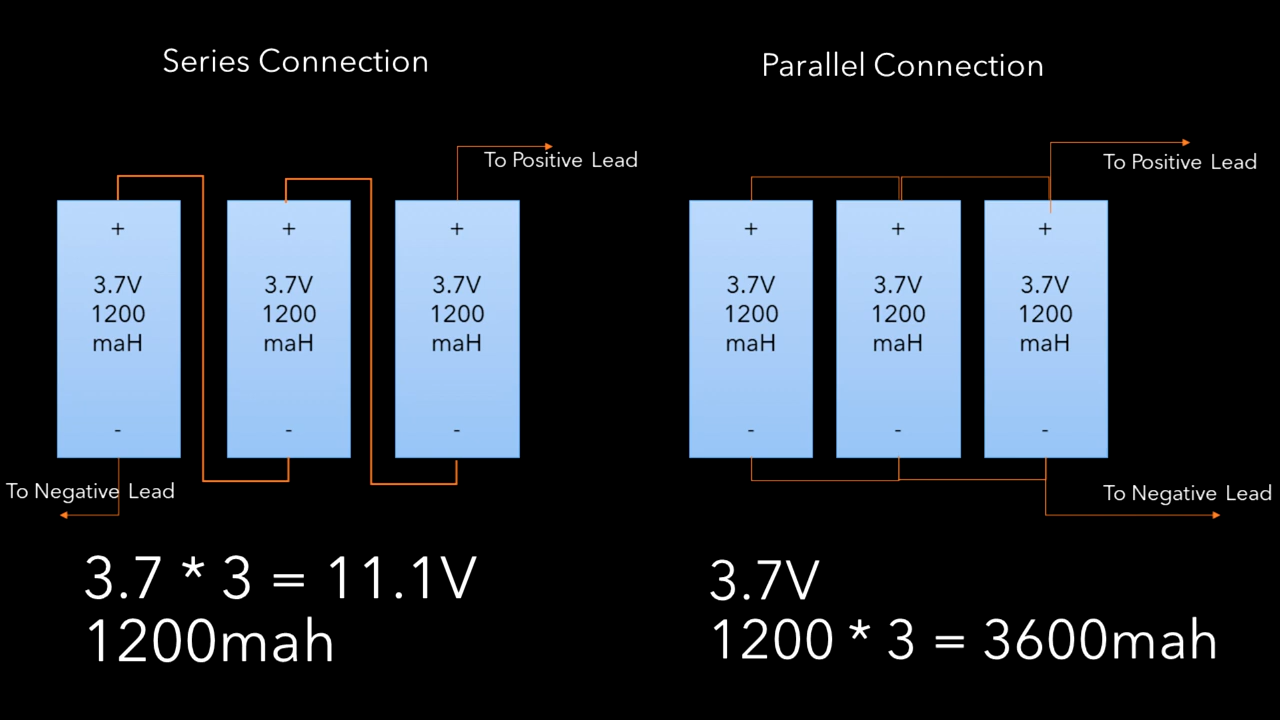 Series Connection
To Positive Lead
+
3.7V
1200
maH
-
+
3.7V
1200
maH
-
+
3.7V
1200
maH
-
To Negative Lead
3.7 * 3 = 11.1V
1200mah
Parallel Connection
To Positive Lead
+
3.7V
1200
maH
-
+
3.7V
1200
maH
-
+
3.7V
1200
maH
-
To Negative Lead
3.7V
1200 * 3 = 3600mah